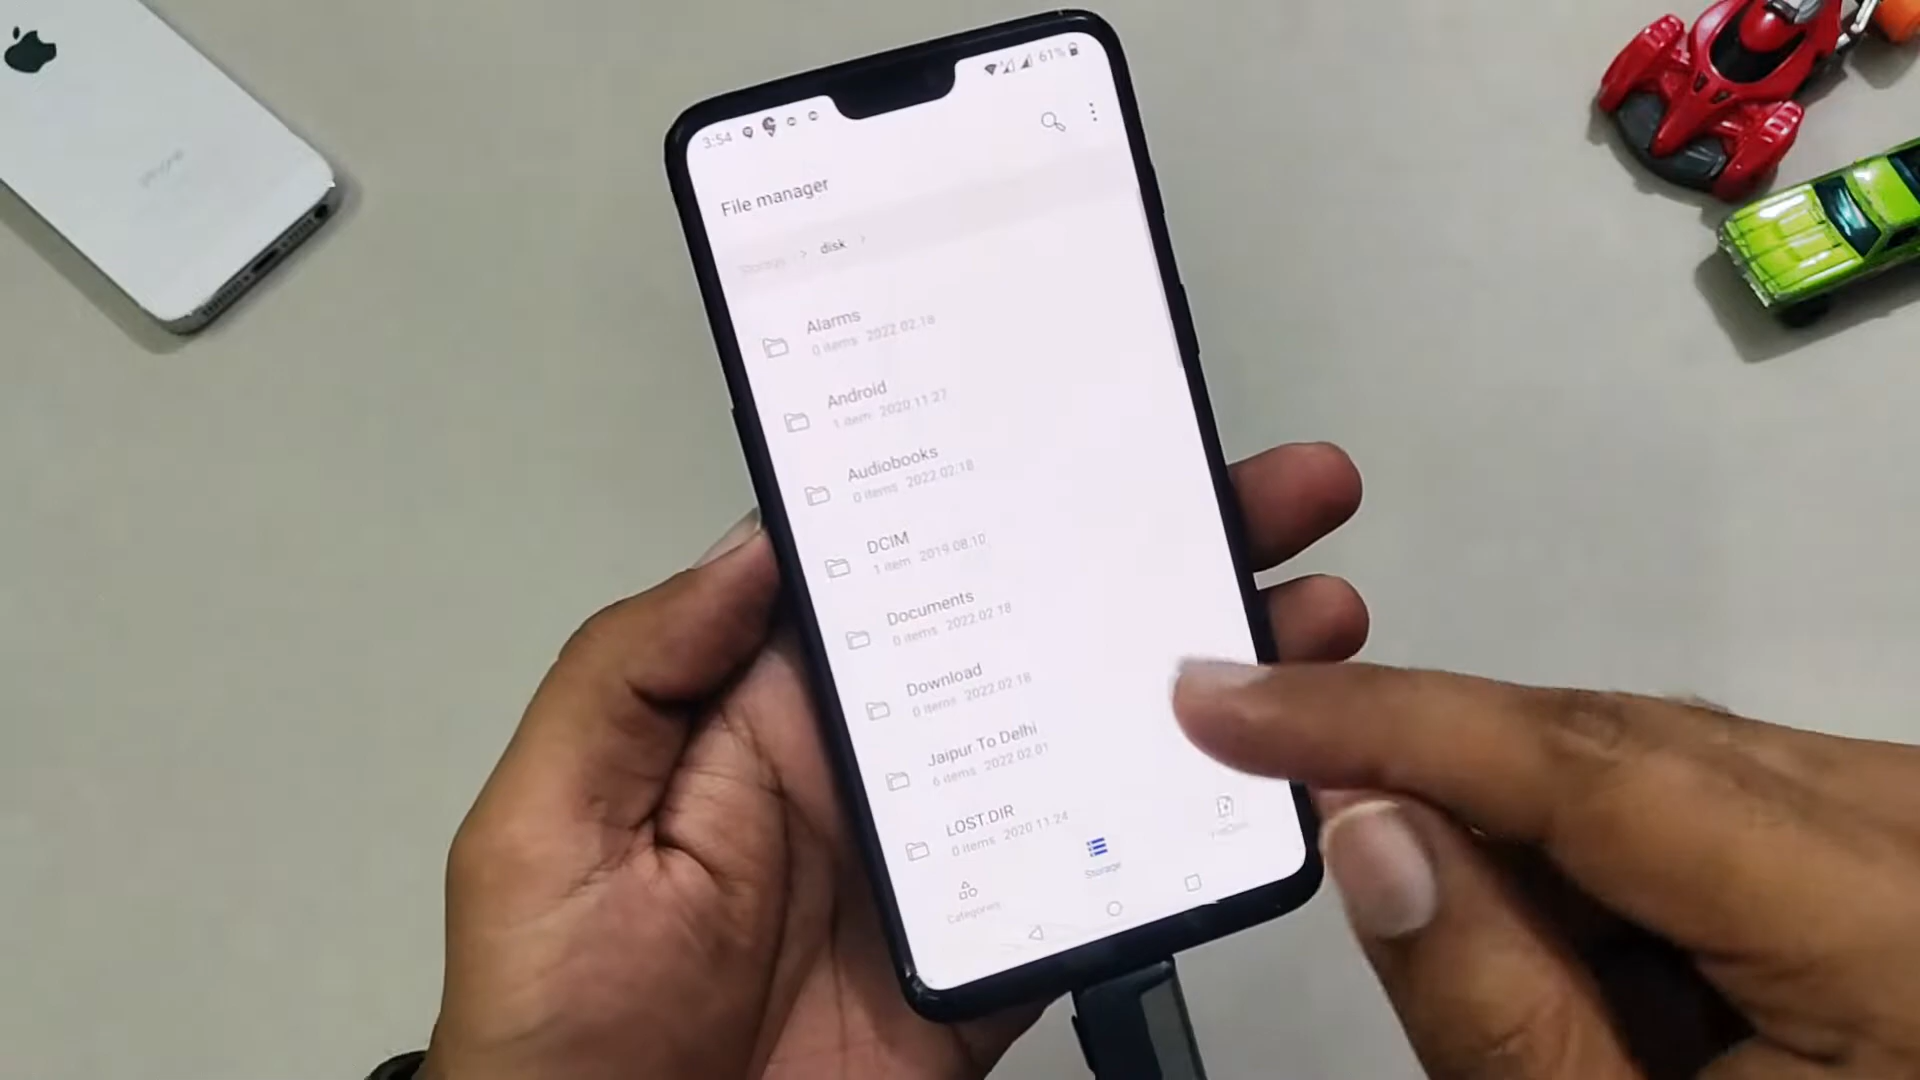 3:54
61%
File manager
Storage > disk >
Alarms
0 items 2022.02.18
Android
1 item 2020.11.27
Audiobooks
0 items 2022.02.18
DCIM
1 item 2019.08.10
Documents
0 items 2022.02.18
Download
0 items 2022.02.18
Jaipur To Delhi
6 items 2022.02.01
LOST.DIR
0 items 2020.11.24
Categories
Storage